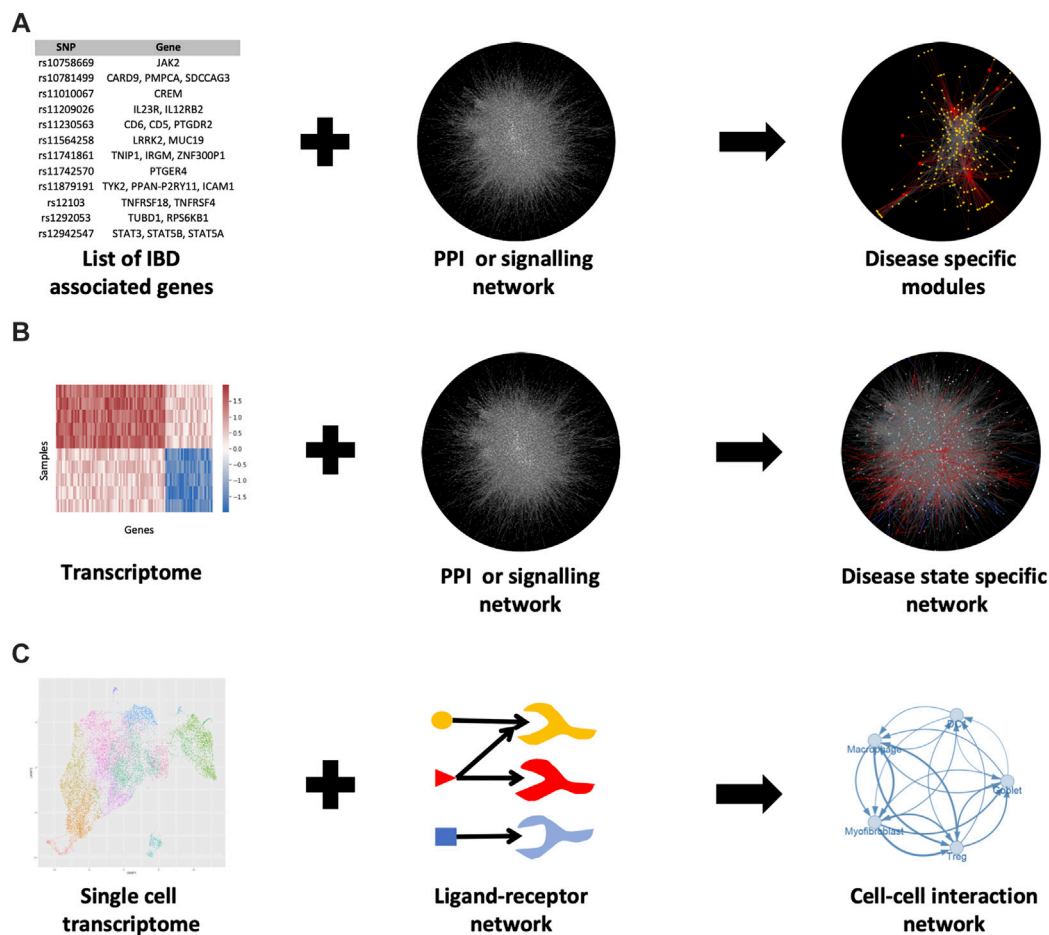 A
SNP Gene
rs10758669 JAK2
rs10781499 CARD9, PMPCA, SDCCAG3
rs11010067 CREM
rs11209026 IL23R, IL12RB2
rs11230563 CD6, CD5, PTGDR2
rs11564258 LRRK2, MUC19
rs11741861 TNIP1, IRGM, ZNF300P1
rs11742570 PTGER4
rs11879191 TYK2, PPAN-P2RY11, ICAM1
rs12103 TNFRSF18, TNFRSF4
rs1292053 TUBD1, RPS6KB1
rs12942547 STAT3, STAT5B, STAT5A
List of IBD
associated genes
PPI or signalling
network
Disease specific
modules
B
Samples
1.5
1.0
0.5
0.0
−0.5
−1.0
−1.5
Genes
Transcriptome
PPI or signalling
network
Disease state specific
network
C
Single cell
transcriptome
Ligand-receptor
network
Macrophage
Goblet
Myofibroblast
Treg
Cell-cell interaction
network